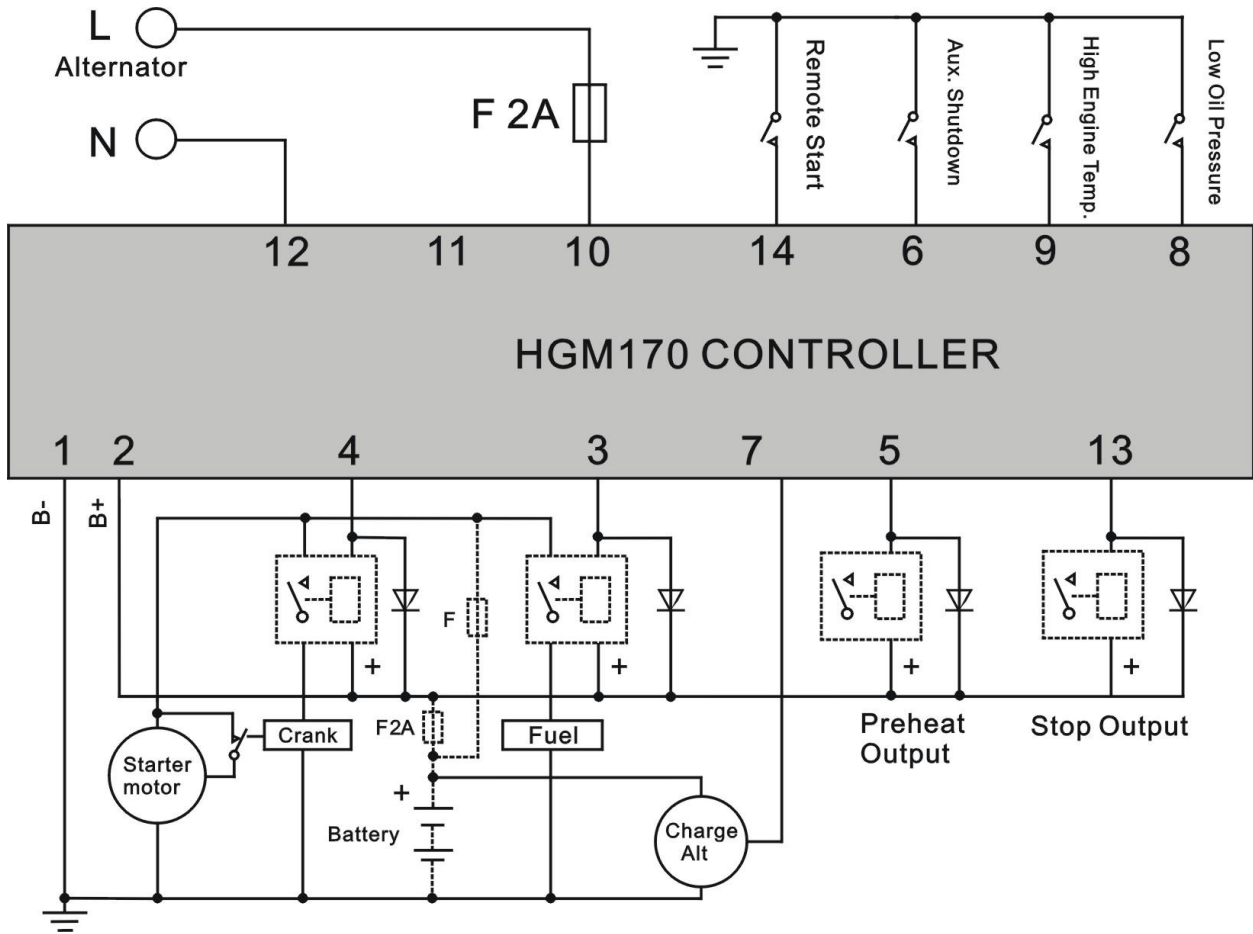 L
Alternator
N
F 2A
Remote Start
Aux. Shutdown
High Engine Temp.
Low Oil Pressure
12 11 10 14 6 9 8
HGM170 CONTROLLER
1 2 4 3 7 5 13
B-
B+
F
+ + + +
F2A
Crank
Fuel
Preheat
Output
Stop Output
Starter
motor
+
Battery
Charge
Alt